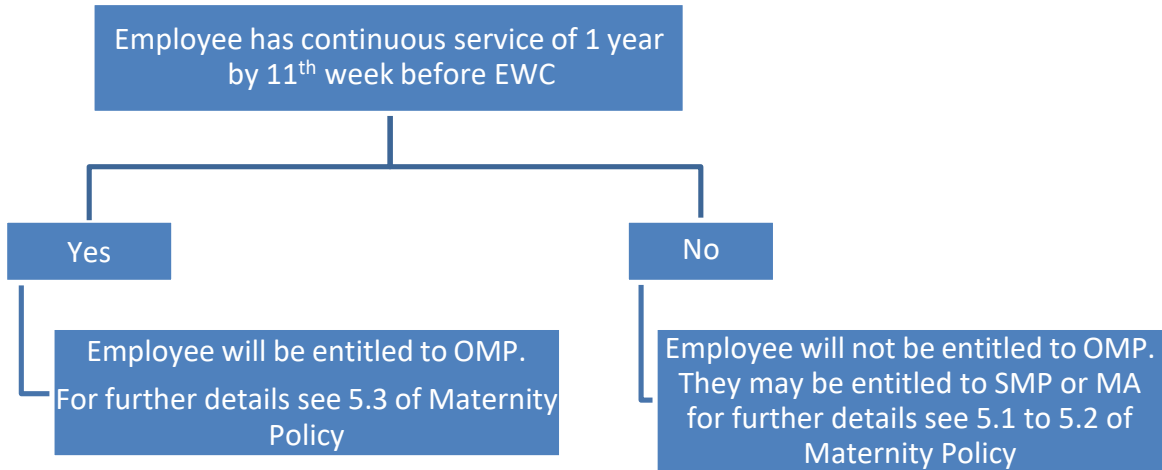 Employee has continuous service of 1 year
by 11th week before EWC
Yes
No
Employee will be entitled to OMP.
For further details see 5.3 of Maternity
Policy
Employee will not be entitled to OMP.
They may be entitled to SMP or MA
for further details see 5.1 to 5.2 of
Maternity Policy